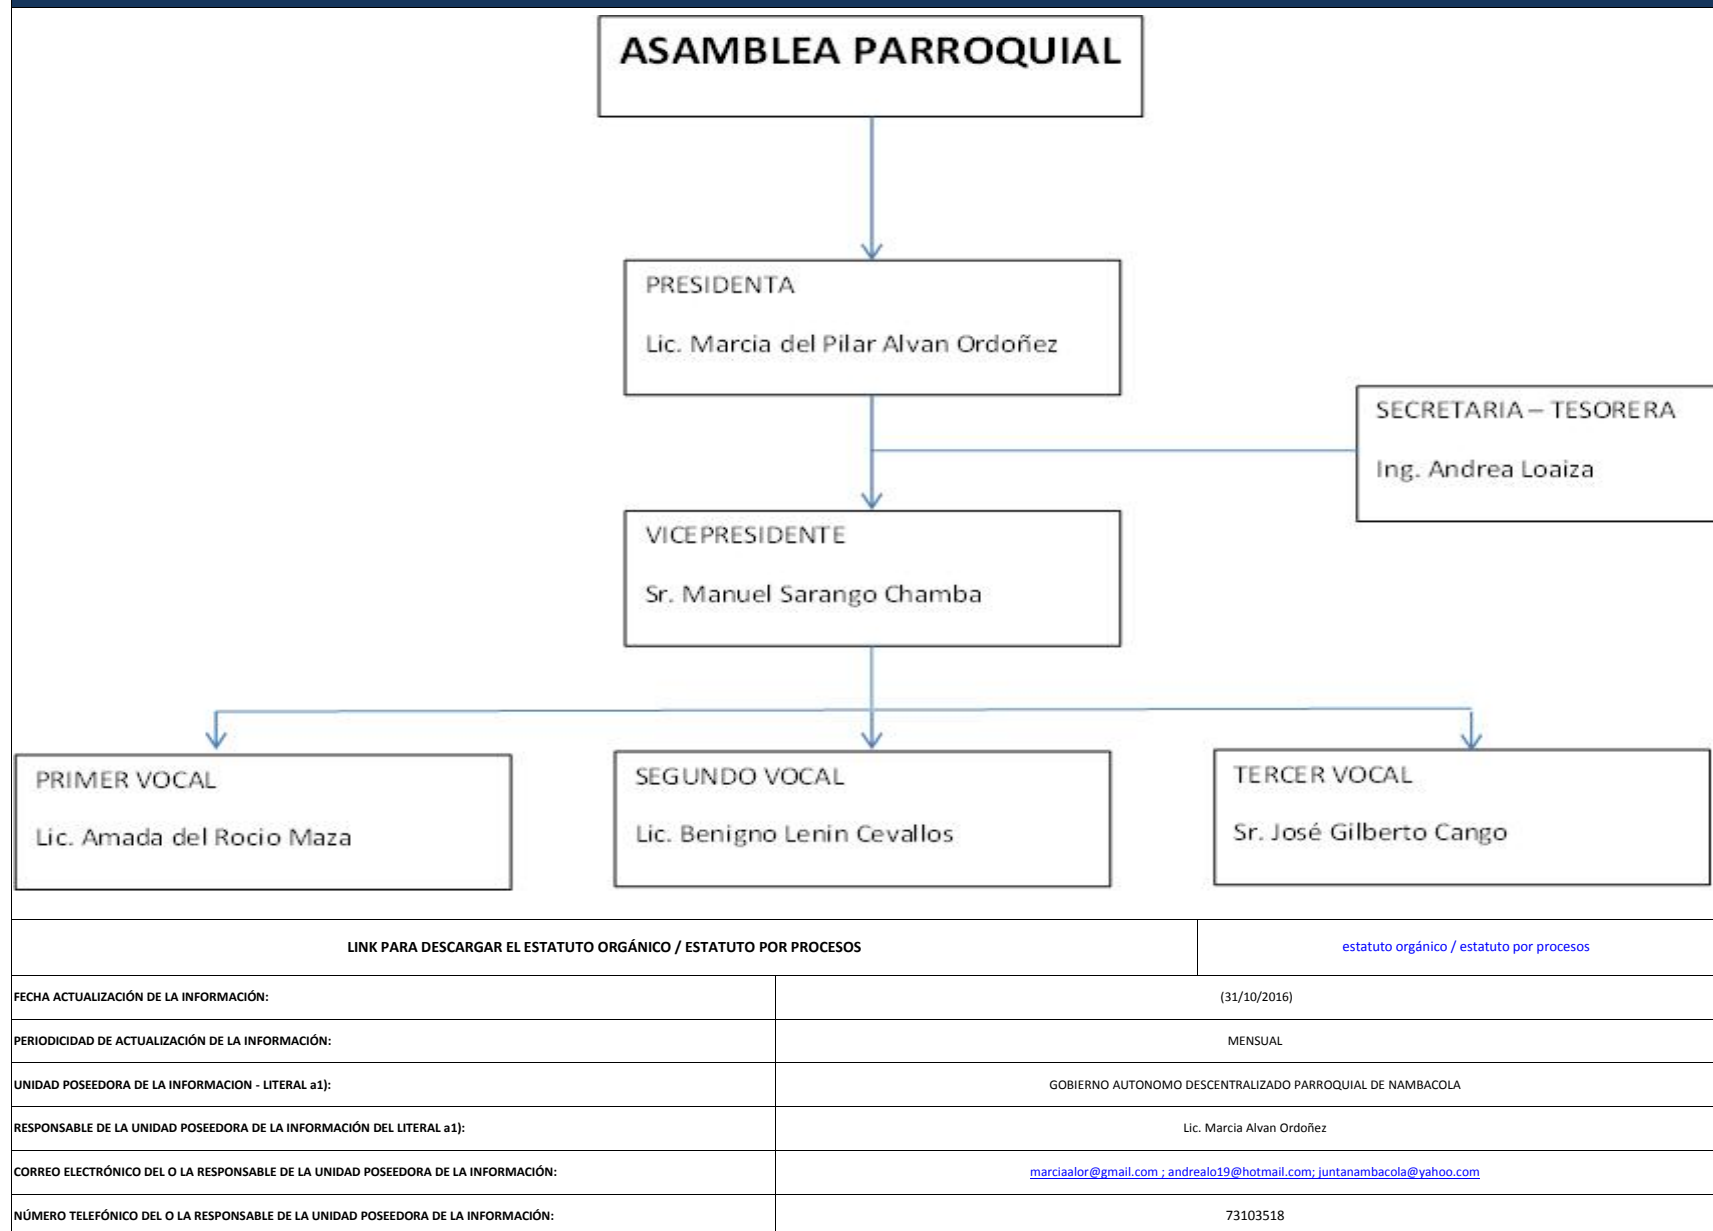 ASAMBLEA PARROQUIAL
PRESIDENTA
Lic. Marcia del Pilar Alvan Ordoñez
SECRETARIA – TESORERA
Ing. Andrea Loaiza
VICEPRESIDENTE
Sr. Manuel Sarango Chamba
PRIMER VOCAL
Lic. Amada del Rocio Maza
SEGUNDO VOCAL
Lic. Benigno Lenin Cevallos
TERCER VOCAL
Sr. José Gilberto Cango
LINK PARA DESCARGAR EL ESTATUTO ORGÁNICO / ESTATUTO POR PROCESOS
estatuto orgánico / estatuto por procesos
FECHA ACTUALIZACIÓN DE LA INFORMACIÓN:
(31/10/2016)
PERIODICIDAD DE ACTUALIZACIÓN DE LA INFORMACIÓN:
MENSUAL
UNIDAD POSEEDORA DE LA INFORMACION - LITERAL a1):
GOBIERNO AUTONOMO DESCENTRALIZADO PARROQUIAL DE NAMBACOLA
RESPONSABLE DE LA UNIDAD POSEEDORA DE LA INFORMACIÓN DEL LITERAL a1):
Lic. Marcia Alvan Ordoñez
CORREO ELECTRÓNICO DEL O LA RESPONSABLE DE LA UNIDAD POSEEDORA DE LA INFORMACIÓN:
marciaalor@gmail.com ; andrealo19@hotmail.com; juntanambacola@yahoo.com
NÚMERO TELEFÓNICO DEL O LA RESPONSABLE DE LA UNIDAD POSEEDORA DE LA INFORMACIÓN:
73103518